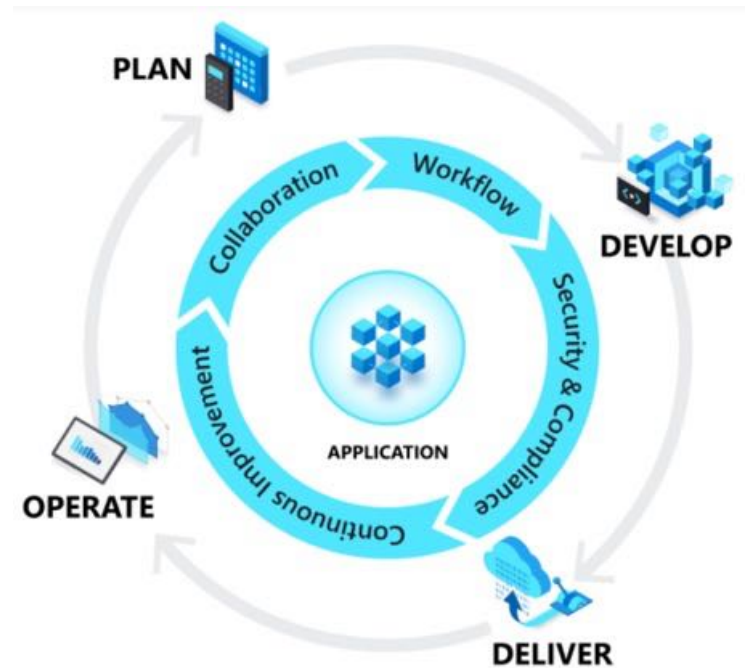 PLAN
Collaboration
Workflow
DEVELOP
Security & Compliance
APPLICATION
Continuous Improvement
OPERATE
DELIVER